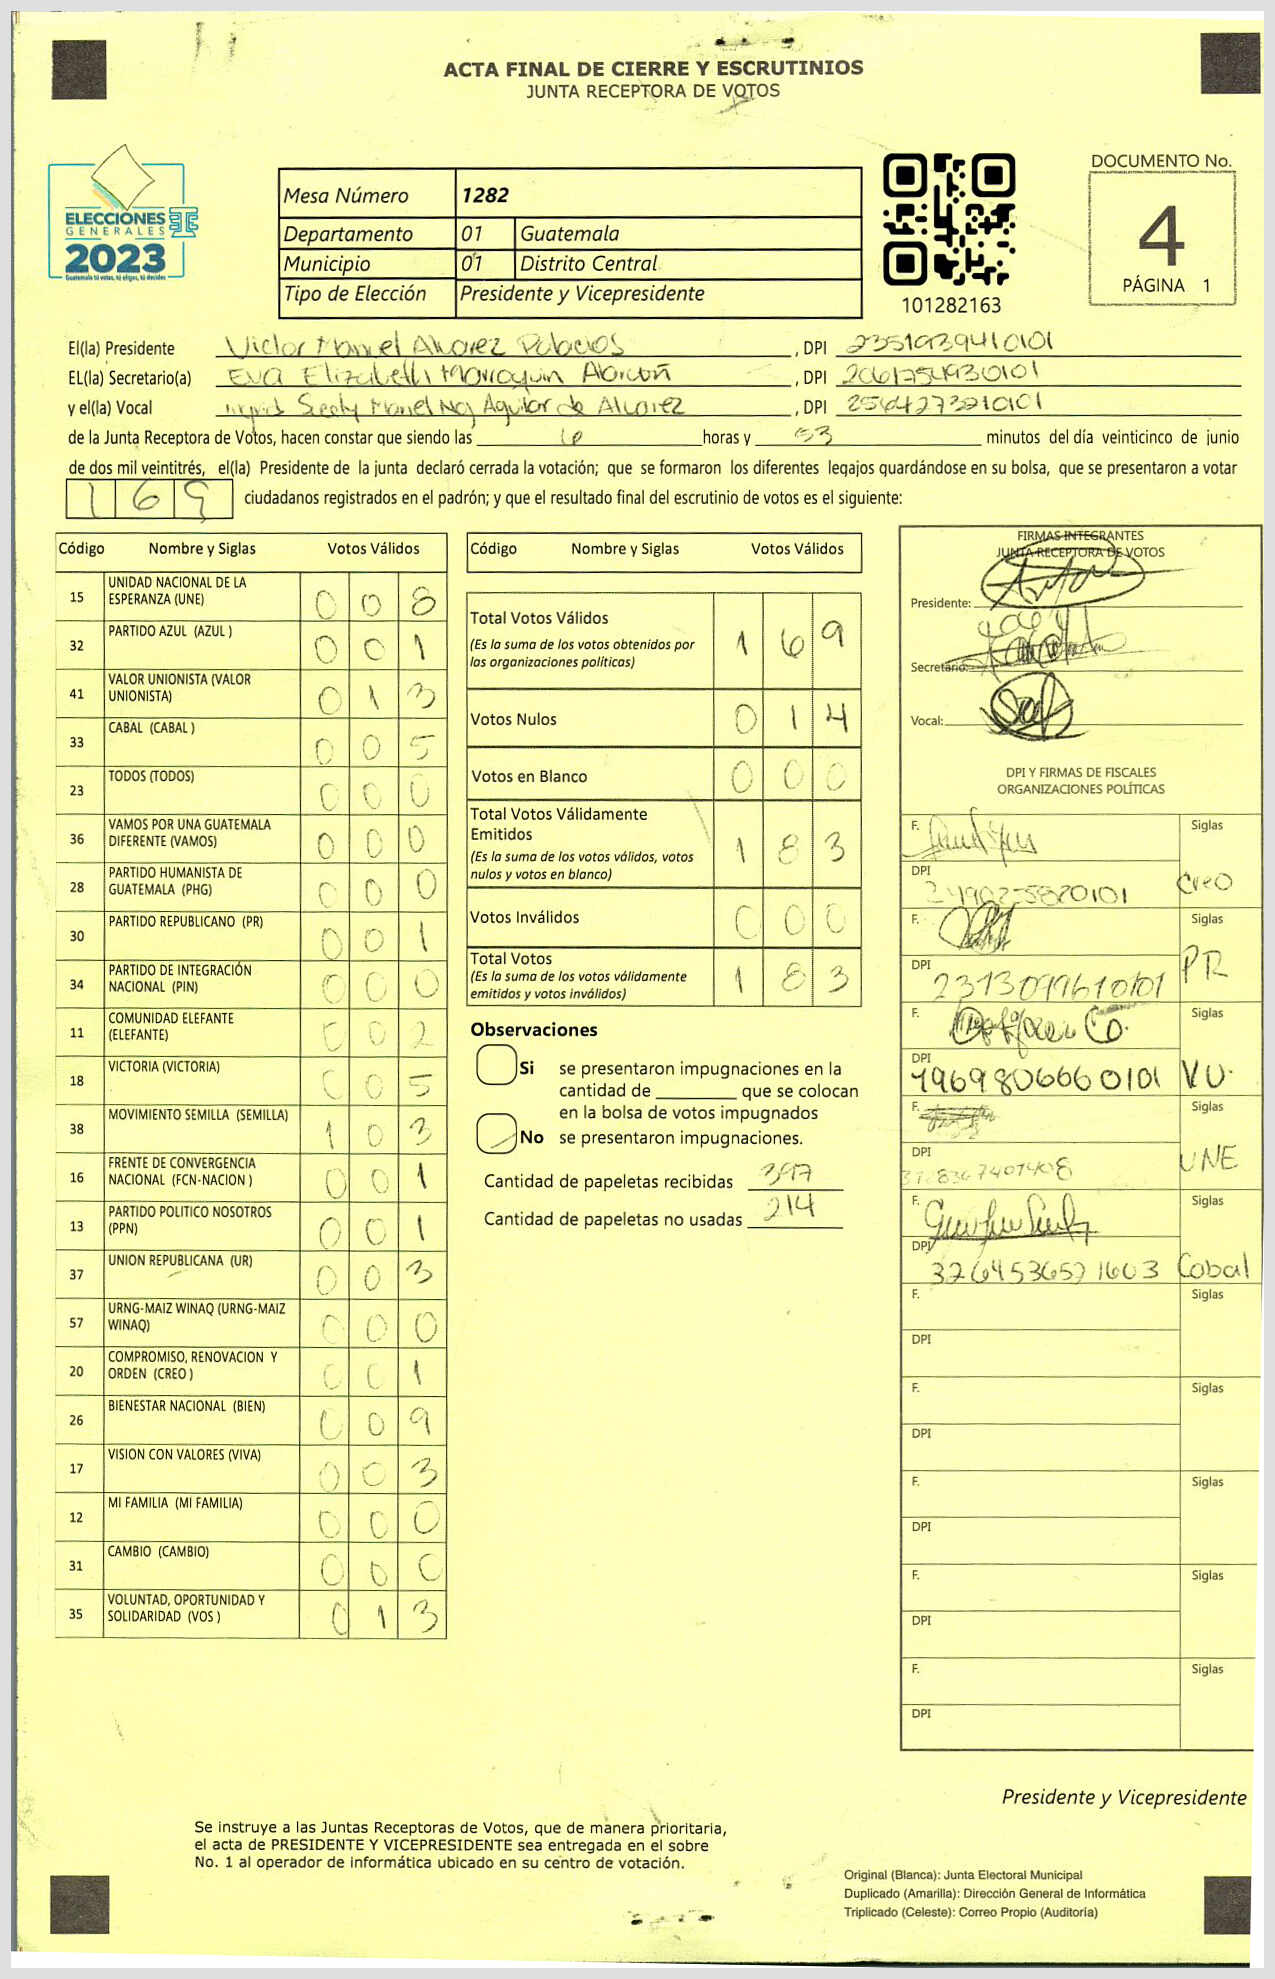 ACTA FINAL DE CIERRE Y ESCRUTINIOS
JUNTA RECEPTORA DE VOTOS
ELECCIONES
GENERALES
2023
Guatemala tú votas, tú eliges, tú decides
Mesa Número 1282
Departamento 01 Guatemala
Municipio 01 Distrito Central
Tipo de Elección Presidente y Vicepresidente
101282163
DOCUMENTO No.
4
PÁGINA 1
El(la) Presidente Victor Manuel Alvarez Palacios, DPI
EL(la) Secretario(a) Eva Elizabeth Marroquin Alarcón, DPI 2061754930101
y el(la) Vocal Ingrid Aguilar de Alvarez, DPI 2564273210101
de la Junta Receptora de Votos, hacen constar que siendo las horas y 53 minutos del día veinticinco de junio
de dos mil veintitrés, el(la) Presidente de la junta declaró cerrada la votación; que se formaron los diferentes legajos quardándose en su bolsa, que se presentaron a votar
169 ciudadanos registrados en el padrón; y que el resultado final del escrutinio de votos es el siguiente:
Código Nombre y Siglas Votos Válidos
15 UNIDAD NACIONAL DE LA ESPERANZA (UNE) 0 0 8
32 PARTIDO AZUL (AZUL ) 0 0 1
41 VALOR UNIONISTA (VALOR UNIONISTA) 0 1 3
33 CABAL (CABAL ) 0 0 5
23 TODOS (TODOS) 0 0 0
36 VAMOS POR UNA GUATEMALA DIFERENTE (VAMOS) 0 0 0
28 PARTIDO HUMANISTA DE GUATEMALA (PHG) 0 0 0
30 PARTIDO REPUBLICANO (PR) 0 0 1
34 PARTIDO DE INTEGRACIÓN NACIONAL (PIN) 0 0 0
11 COMUNIDAD ELEFANTE (ELEFANTE) 0 0 2
18 VICTORIA (VICTORIA) 0 0 5
38 MOVIMIENTO SEMILLA (SEMILLA) 1 0 3
16 FRENTE DE CONVERGENCIA NACIONAL (FCN-NACION ) 0 0 1
13 PARTIDO POLITICO NOSOTROS (PPN) 0 0 1
37 UNION REPUBLICANA (UR) 0 0 3
57 URNG-MAIZ WINAQ (URNG-MAIZ WINAQ) 0 0 0
20 COMPROMISO, RENOVACION Y ORDEN (CREO ) 0 0 1
26 BIENESTAR NACIONAL (BIEN) 0 0 9
17 VISION CON VALORES (VIVA) 0 0 3
12 MI FAMILIA (MI FAMILIA) 0 0 0
31 CAMBIO (CAMBIO) 0 0 0
35 VOLUNTAD, OPORTUNIDAD Y SOLIDARIDAD (VOS ) 0 1 3
Código Nombre y Siglas Votos Válidos
Total Votos Válidos 1 6 9
(Es la suma de los votos obtenidos por las organizaciones políticas)
Votos Nulos 0 1 4
Votos en Blanco 0 0 0
Total Votos Válidamente Emitidos 1 8 3
(Es la suma de los votos válidos, votos nulos y votos en blanco)
Votos Inválidos 0 0 0
Total Votos 1 8 3
(Es la suma de los votos válidamente emitidos y votos inválidos)
Observaciones
Si se presentaron impugnaciones en la
cantidad de ________ que se colocan
en la bolsa de votos impugnados
No se presentaron impugnaciones.
Cantidad de papeletas recibidas 397
Cantidad de papeletas no usadas 214
FIRMAS INTEGRANTES
JUNTA RECEPTORA DE VOTOS
Presidente:
Secretario:
Vocal:
DPI Y FIRMAS DE FISCALES
ORGANIZACIONES POLÍTICAS
F. Siglas
DPI 2490255820101 Creo
F. Siglas
DPI 2313099610101 PR
F. Siglas
DPI 1969806660101 V.U.
F. Siglas
DPI UNE
F. Siglas
DPI 3264536571603 Cabal
F. Siglas
DPI
F. Siglas
DPI
F. Siglas
DPI
F. Siglas
DPI
F. Siglas
DPI
Presidente y Vicepresidente
Se instruye a las Juntas Receptoras de Votos, que de manera prioritaria,
el acta de PRESIDENTE Y VICEPRESIDENTE sea entregada en el sobre
No. 1 al operador de informática ubicado en su centro de votación.
Original (Blanca): Junta Electoral Municipal
Duplicado (Amarilla): Dirección General de Informática
Triplicado (Celeste): Correo Propio (Auditoría)